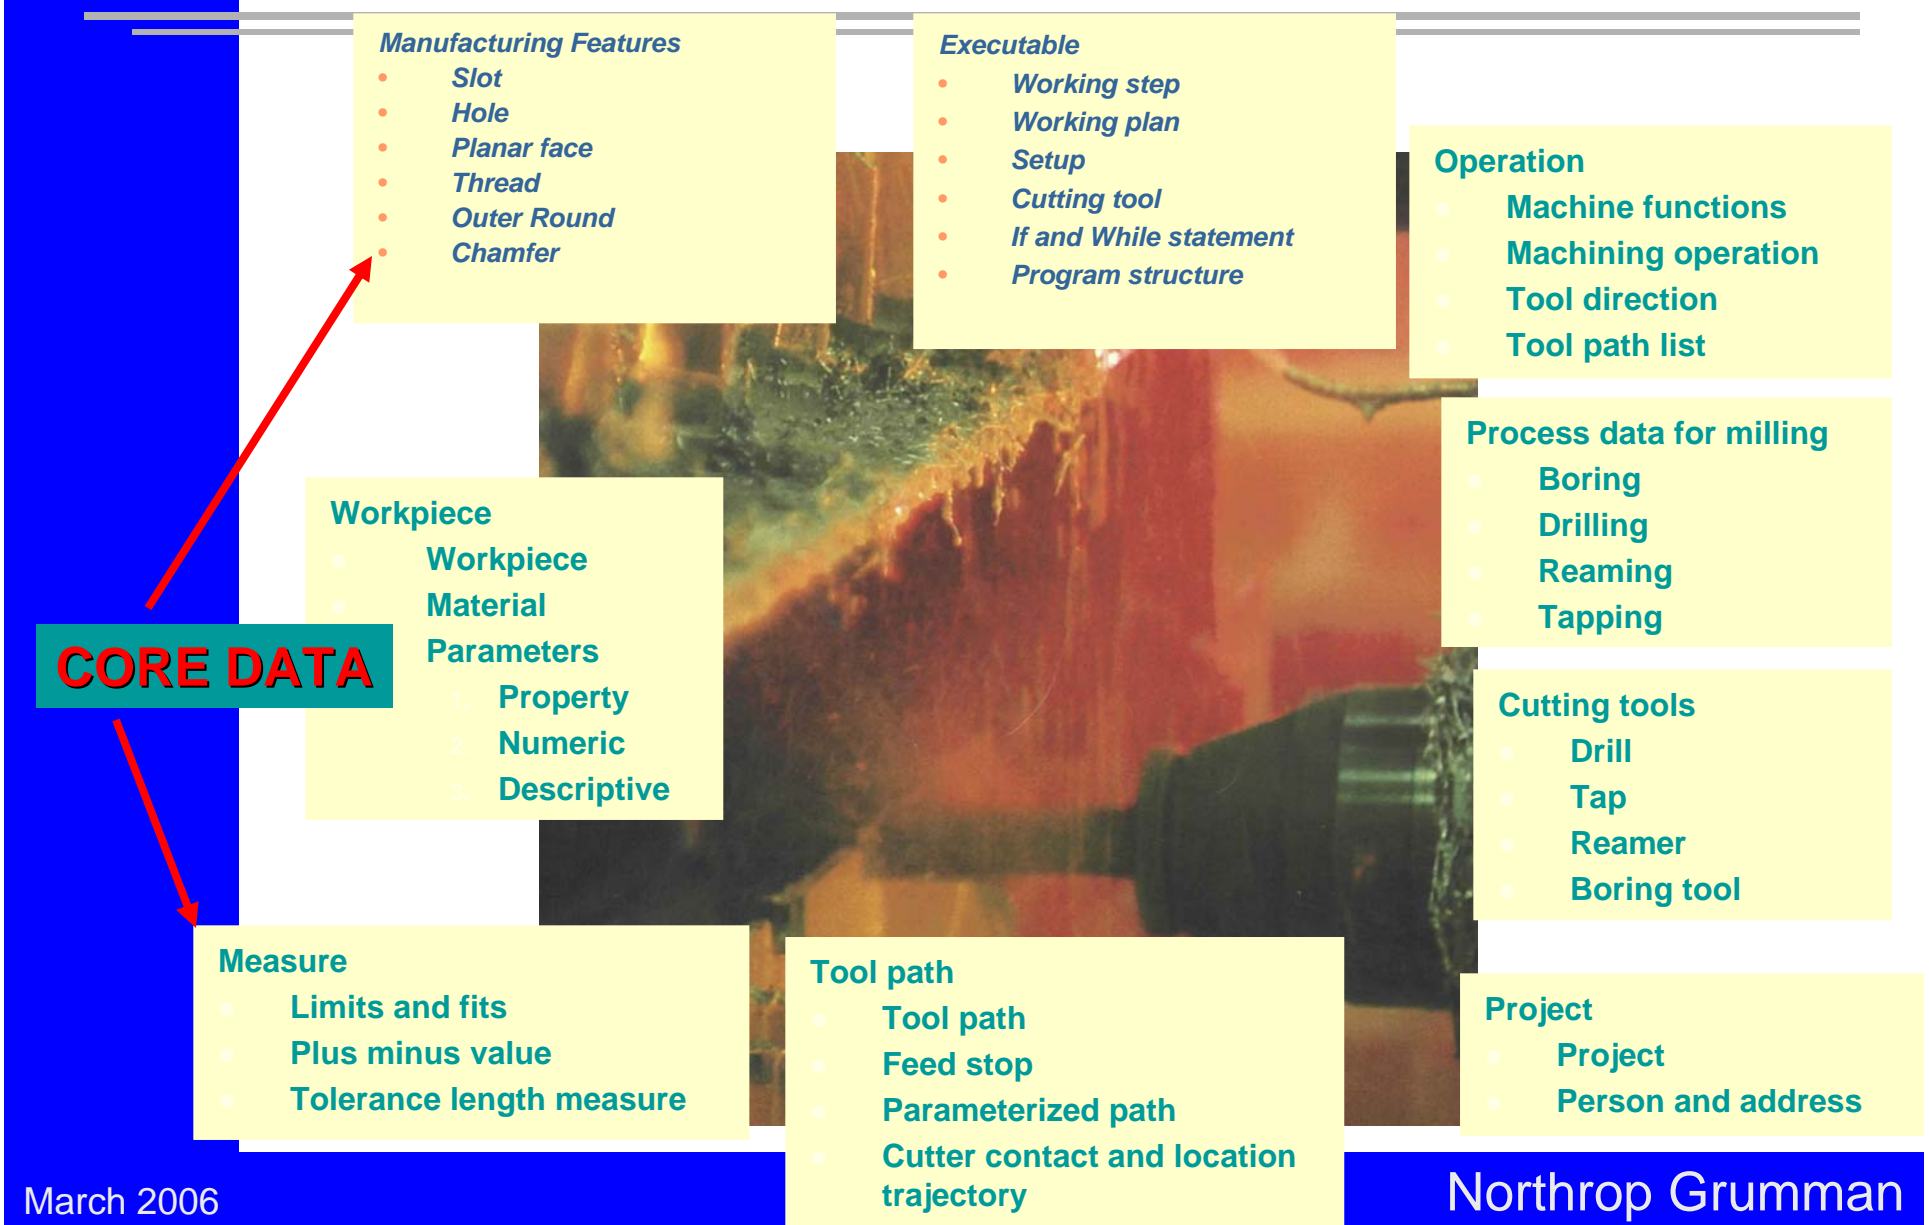 Manufacturing Features
• Slot
• Hole
• Planar face
• Thread
• Outer Round
• Chamfer
Executable
• Working step
• Working plan
• Setup
• Cutting tool
• If and While statement
• Program structure
Operation
• Machine functions
• Machining operation
• Tool direction
• Tool path list
Process data for milling
• Boring
• Drilling
• Reaming
• Tapping
Workpiece
• Workpiece
• Material
Parameters
1. Property
2. Numeric
3. Descriptive
CORE DATA
Cutting tools
• Drill
• Tap
• Reamer
• Boring tool
Measure
• Limits and fits
• Plus minus value
• Tolerance length measure
Tool path
• Tool path
• Feed stop
• Parameterized path
• Cutter contact and location
trajectory
Project
• Project
• Person and address
March 2006
Northrop Grumman